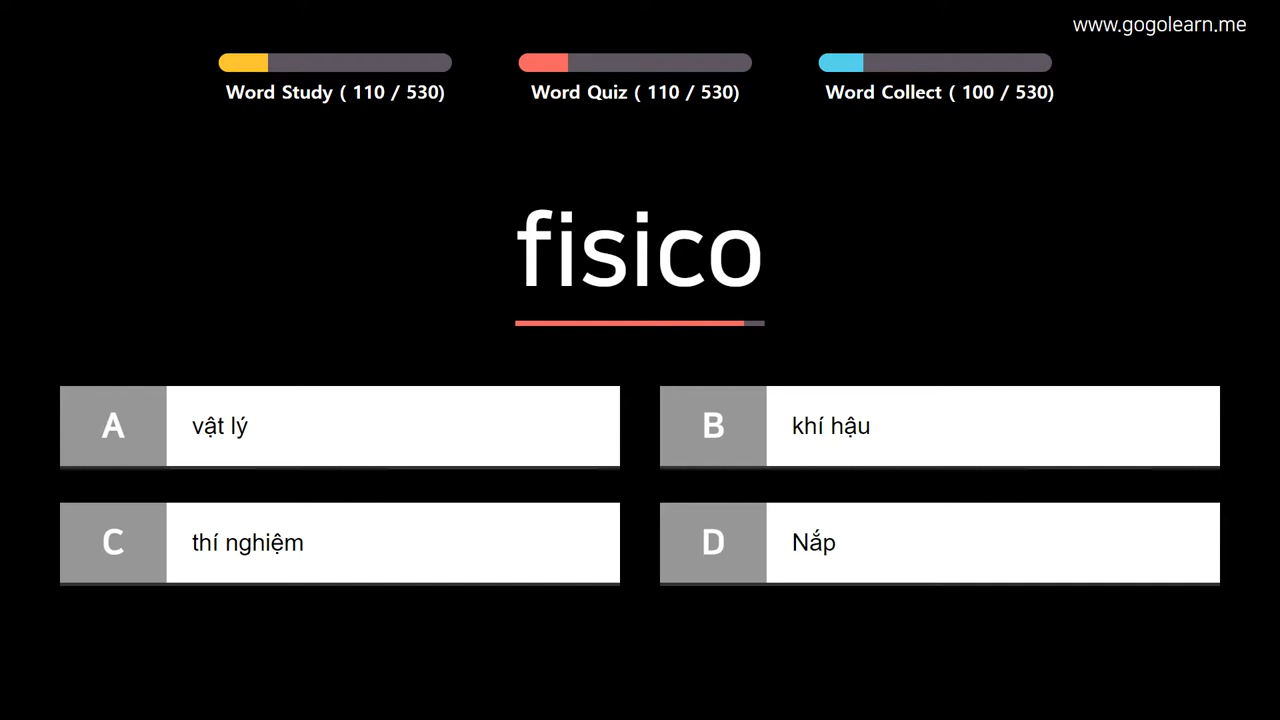 www.gogolearn.me
Word Study ( 110 / 530)
Word Quiz ( 110 / 530)
Word Collect ( 100 / 530)
fisico
A vật lý
B khí hậu
C thí nghiệm
D Nắp